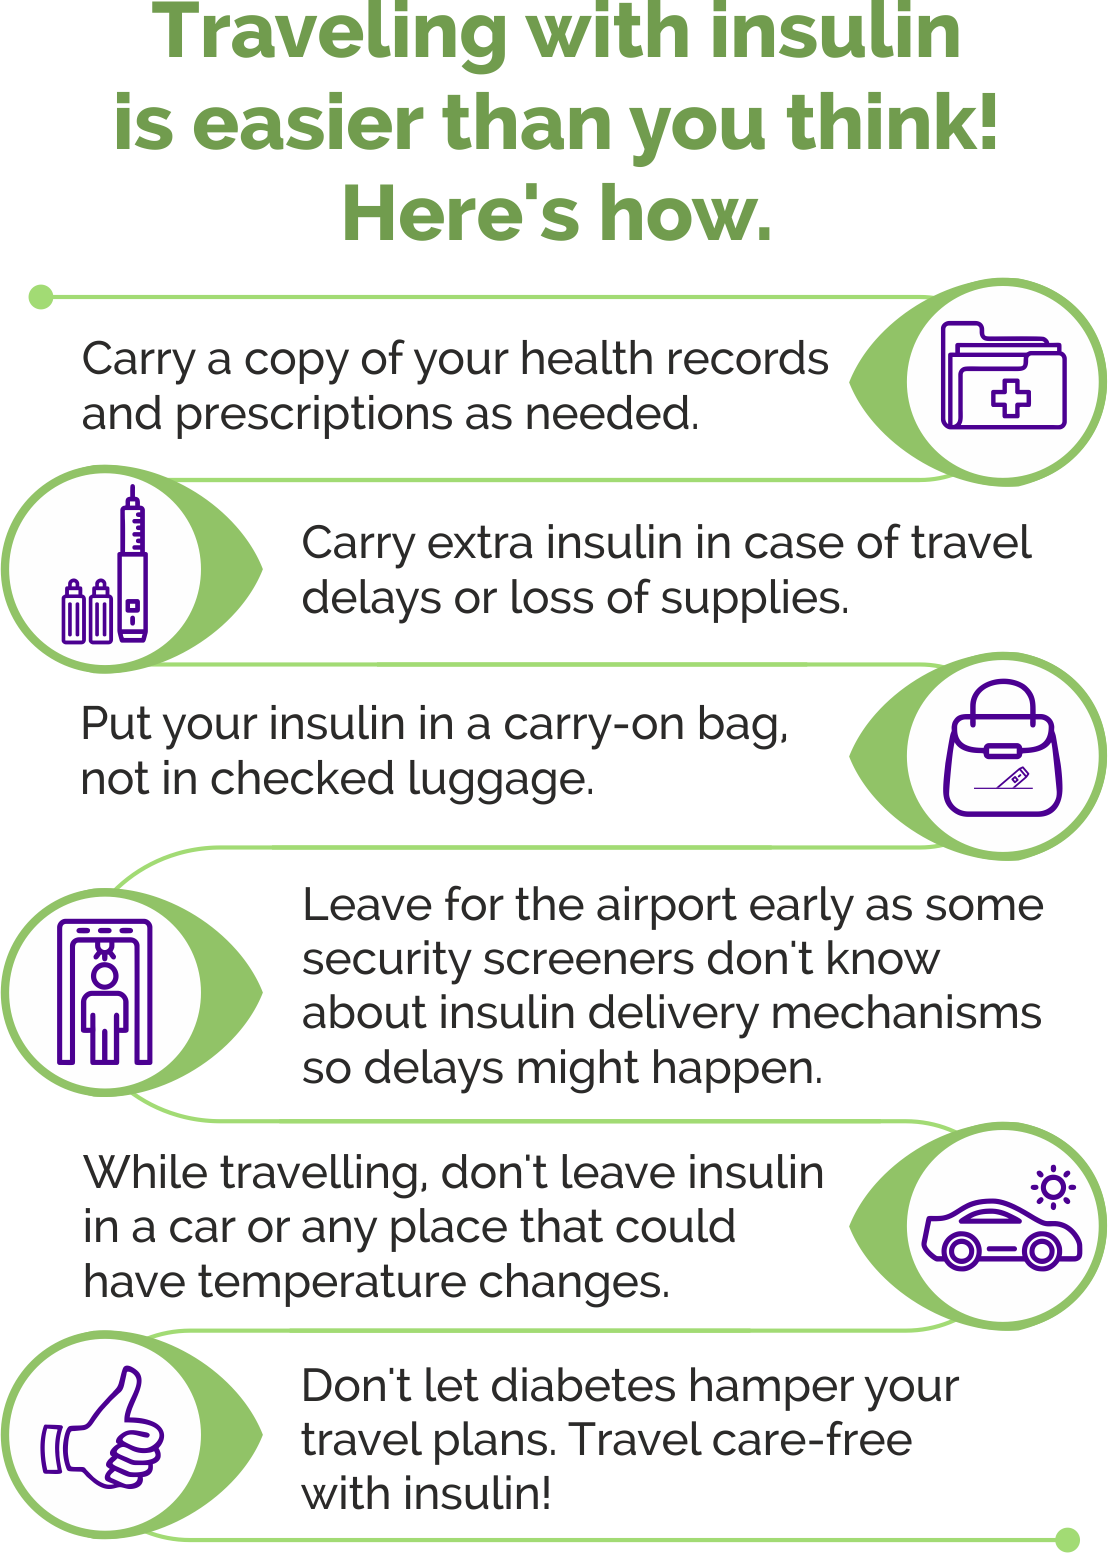 Traveling with insulin
is easier than you think!
Here's how.
Carry a copy of your health records
and prescriptions as needed.
Carry extra insulin in case of travel
delays or loss of supplies.
Put your insulin in a carry-on bag,
not in checked luggage.
Leave for the airport early as some
security screeners don't know
about insulin delivery mechanisms
so delays might happen.
While travelling, don't leave insulin
in a car or any place that could
have temperature changes.
Don't let diabetes hamper your
travel plans. Travel care-free
with insulin!